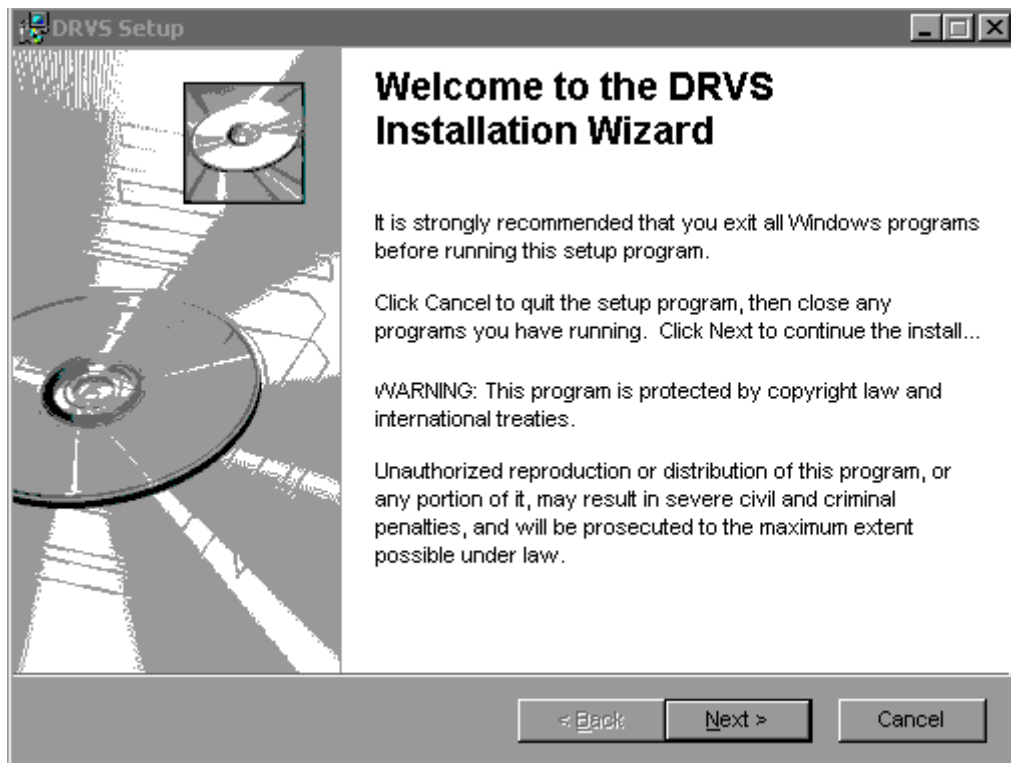 DRVS Setup
Welcome to the DRVS
Installation Wizard
It is strongly recommended that you exit all Windows programs
before running this setup program.
Click Cancel to quit the setup program, then close any
programs you have running.  Click Next to continue the install...
WARNING: This program is protected by copyright law and
international treaties.
Unauthorized reproduction or distribution of this program, or
any portion of it, may result in severe civil and criminal
penalties, and will be prosecuted to the maximum extent
possible under law.
< Back
Next >
Cancel